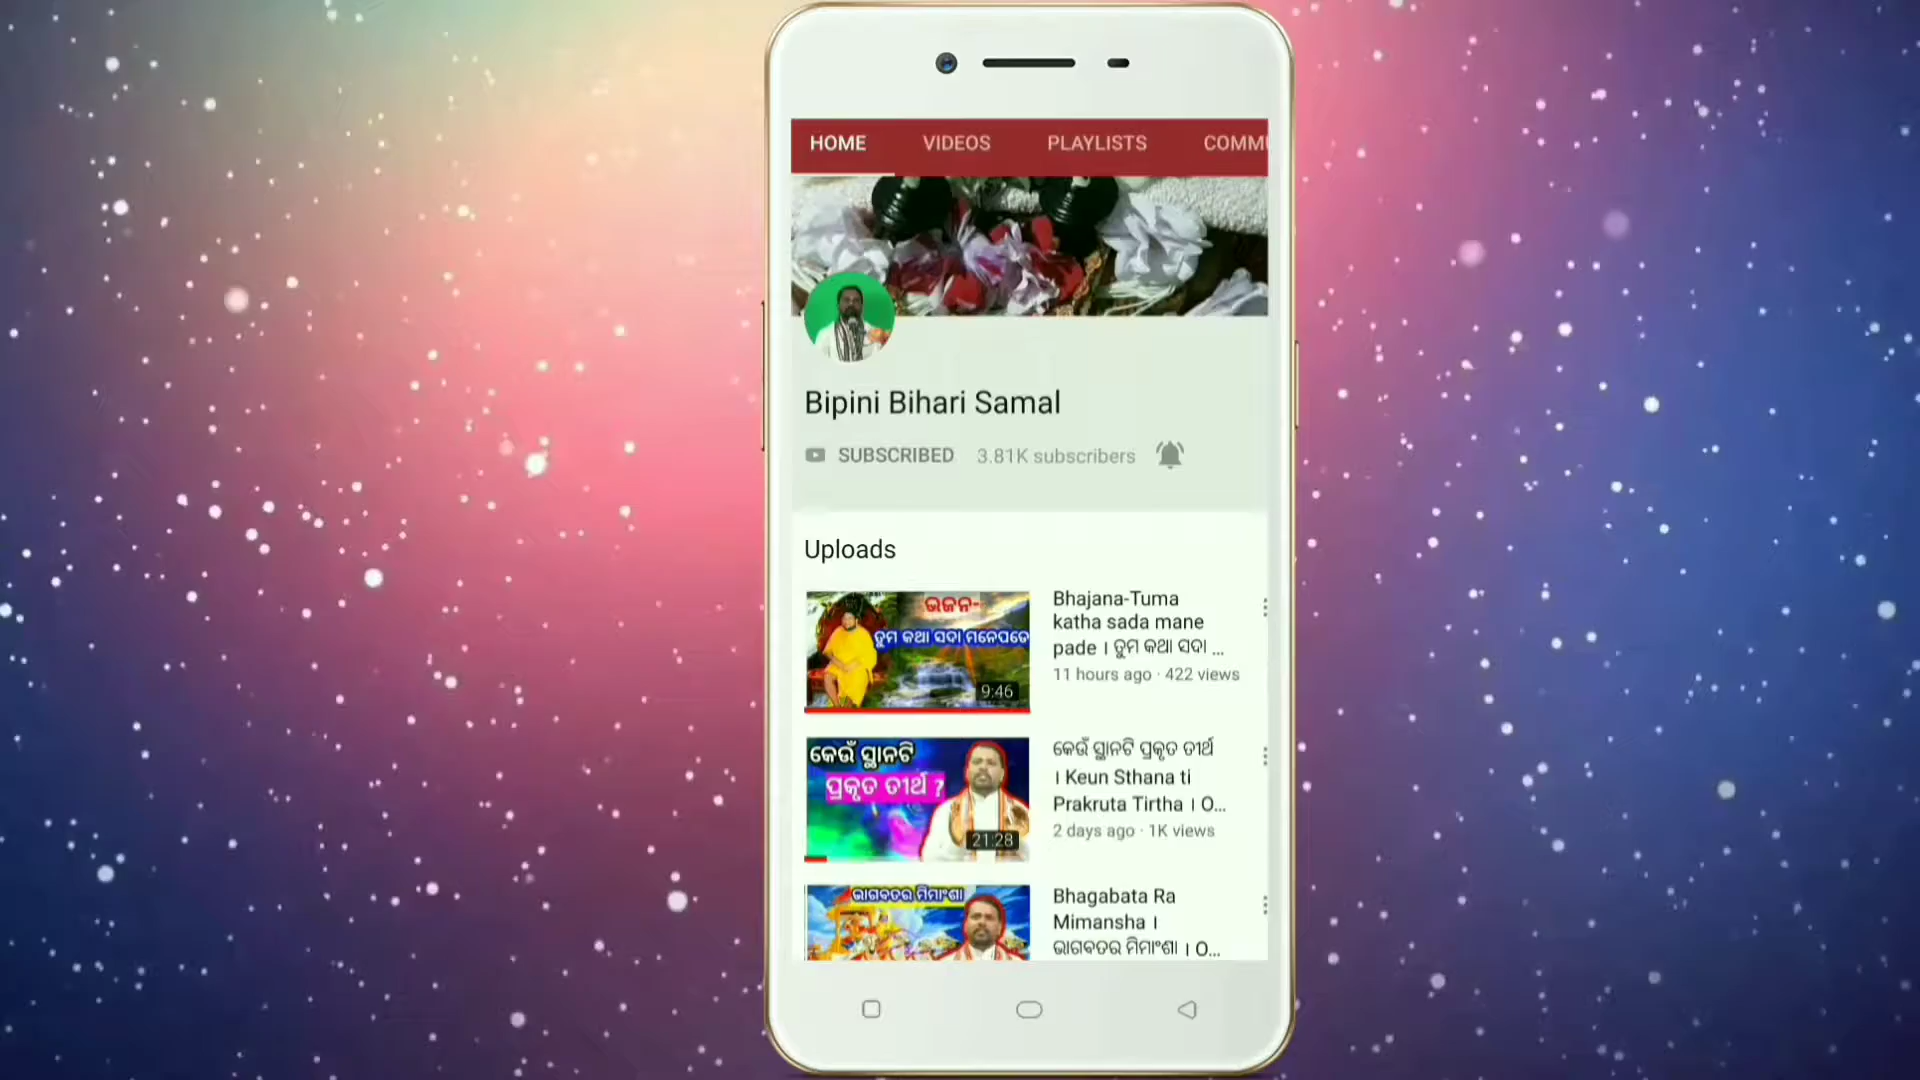 HOME VIDEOS PLAYLISTS COMMU
Bipini Bihari Samal
SUBSCRIBED 3.81K subscribers
Uploads
ଭଜନ-
ତୁମ କଥା ସଦା ମନେପଡେ
9:46
Bhajana-Tuma
katha sada mane
pade । ତୁମ କଥା ସଦା ...
11 hours ago · 422 views
କେଉଁ ସ୍ଥାନଟି
ପ୍ରକୃତ ତୀର୍ଥ ?
21:28
କେଉଁ ସ୍ଥାନଟି ପ୍ରକୃତ ତୀର୍ଥ
। Keun Sthana ti
Prakruta Tirtha । O...
2 days ago · 1K views
ଭାଗବତର ମିମାଂଶା
Bhagabata Ra
Mimansha ।
ଭାଗବତର ମିମାଂଶା । O...